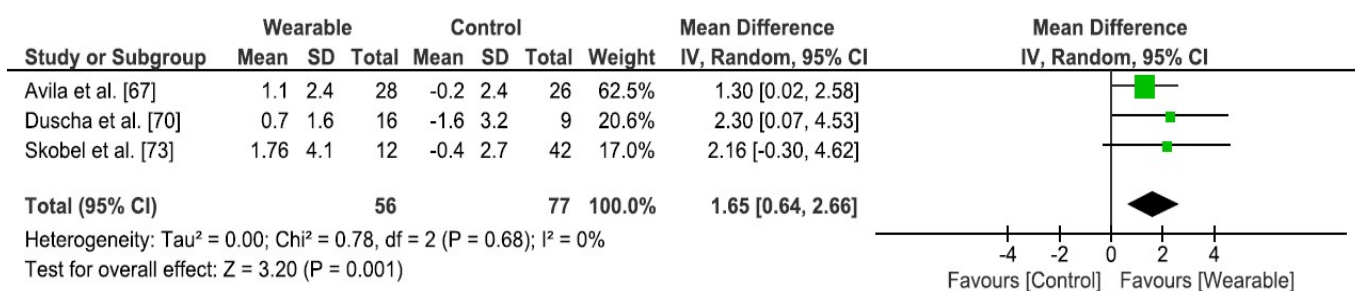 Wearable Control Mean Difference Mean Difference
Study or Subgroup Mean SD Total Mean SD Total Weight IV, Random, 95% CI IV, Random, 95% CI
Avila et al. [67] 1.1 2.4 28 -0.2 2.4 26 62.5% 1.30 [0.02, 2.58]
Duscha et al. [70] 0.7 1.6 16 -1.6 3.2 9 20.6% 2.30 [0.07, 4.53]
Skobel et al. [73] 1.76 4.1 12 -0.4 2.7 42 17.0% 2.16 [-0.30, 4.62]
Total (95% CI) 56 77 100.0% 1.65 [0.64, 2.66]
Heterogeneity: Tau² = 0.00; Chi² = 0.78, df = 2 (P = 0.68); I² = 0%
Test for overall effect: Z = 3.20 (P = 0.001)
-4 -2 0 2 4
Favours [Control] Favours [Wearable]